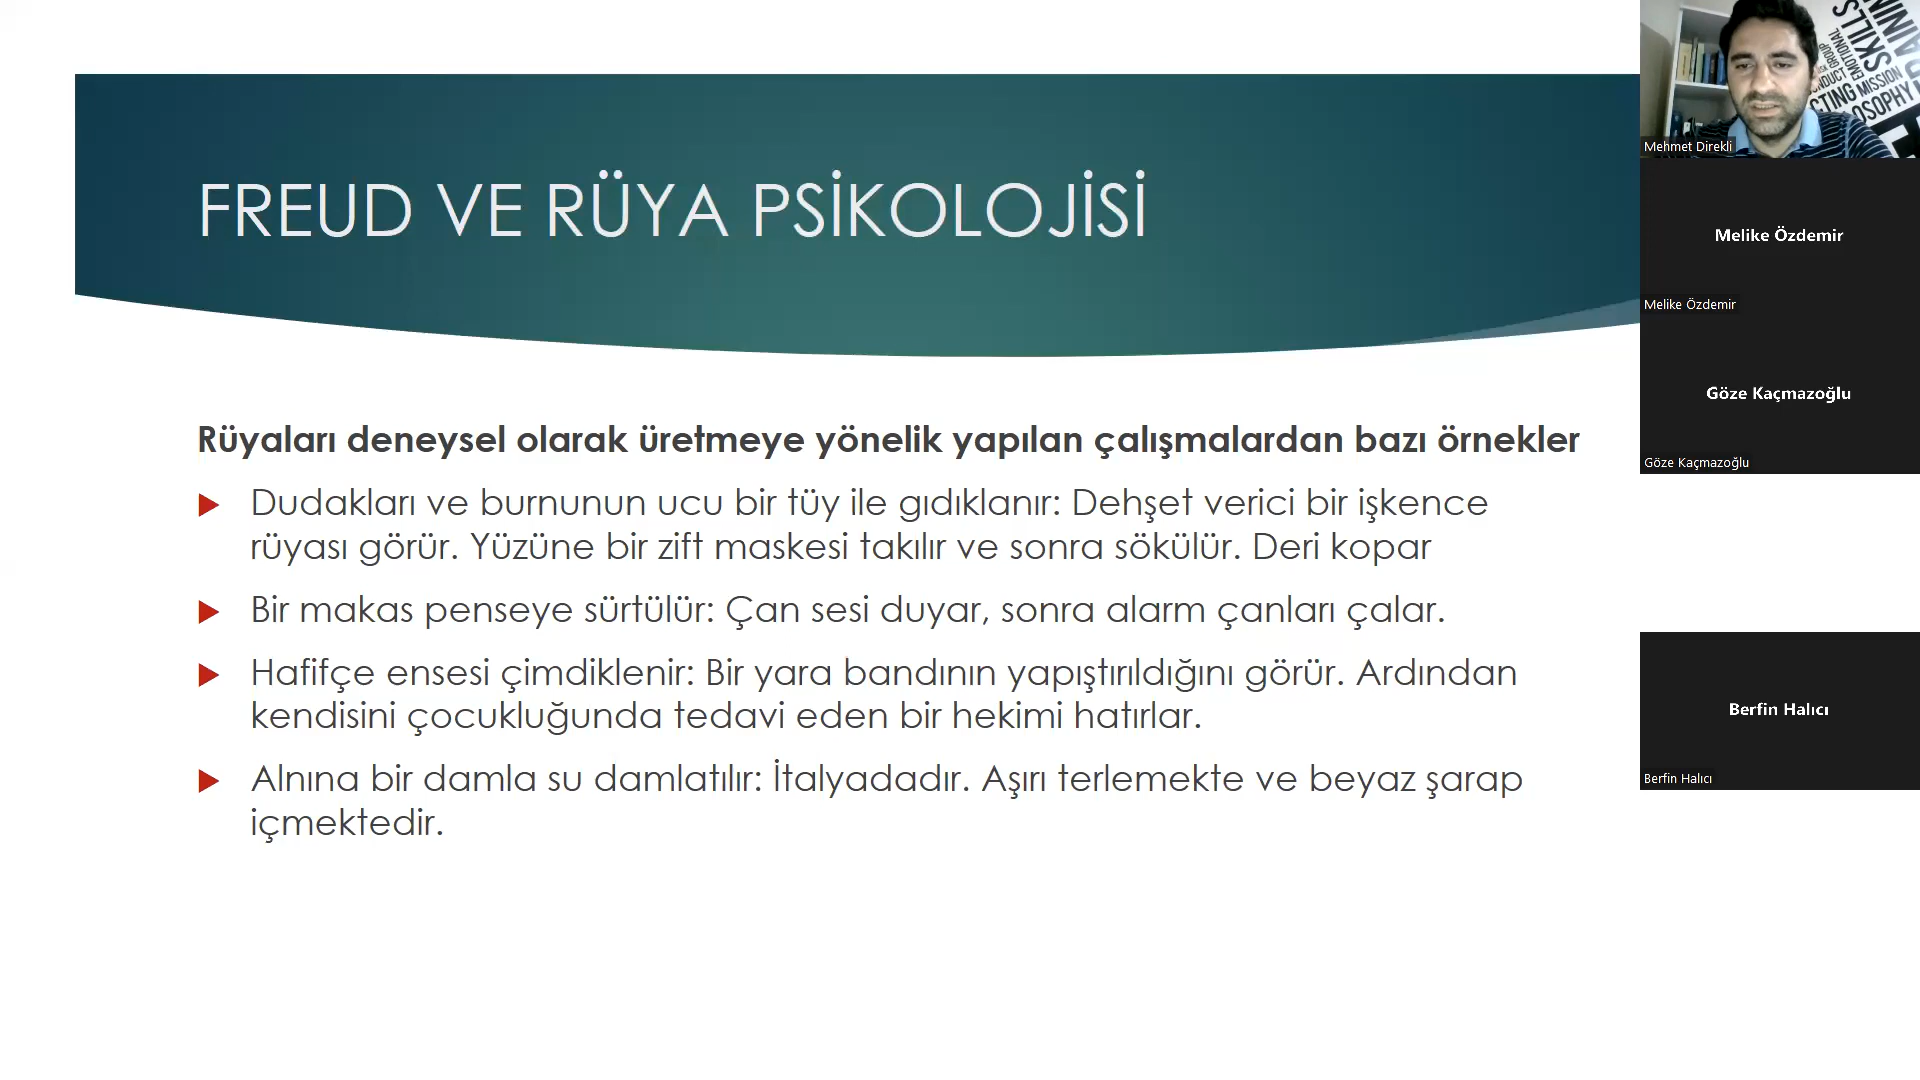 FREUD VE RÜYA PSİKOLOJİSİ
Rüyaları deneysel olarak üretmeye yönelik yapılan çalışmalardan bazı örnekler
Dudakları ve burnunun ucu bir tüy ile gıdıklanır: Dehşet verici bir işkence
rüyası görür. Yüzüne bir zift maskesi takılır ve sonra sökülür. Deri kopar
Bir makas penseye sürtülür: Çan sesi duyar, sonra alarm çanları çalar.
Hafifçe ensesi çimdiklenir: Bir yara bandının yapıştırıldığını görür. Ardından
kendisini çocukluğunda tedavi eden bir hekimi hatırlar.
Alnına bir damla su damlatılır: İtalyadadır. Aşırı terlemekte ve beyaz şarap
içmektedir.
SKILLS
EMOTIONAL
GROUP
MISSION
Mehmet Direkli
Melike Özdemir
Melike Özdemir
Göze Kaçmazoğlu
Göze Kaçmazoğlu
Berfin Halıcı
Berfin Halıcı